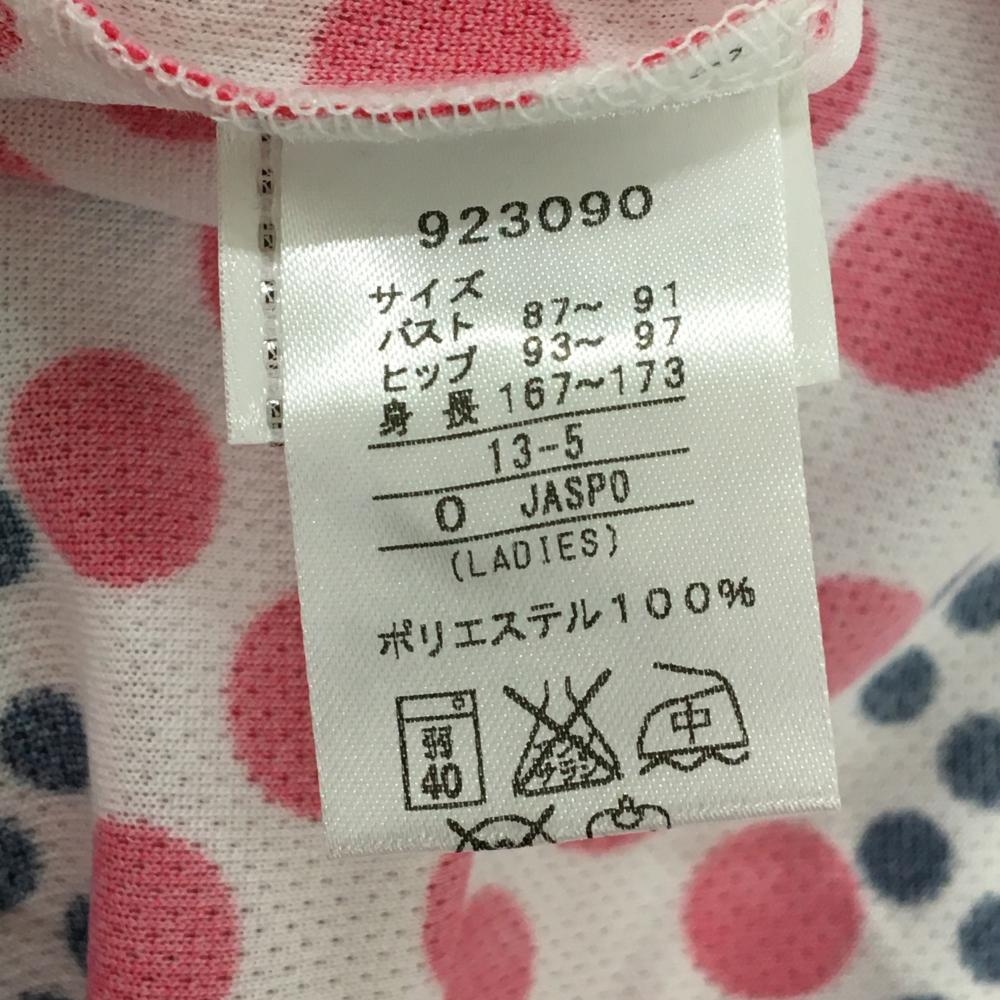 923090
サイズ
バスト 87～ 91
ヒップ 93～ 97
身 長 167～173
13-5
O JASPO
(LADIES)
ポリエステル100%
弱 中
40